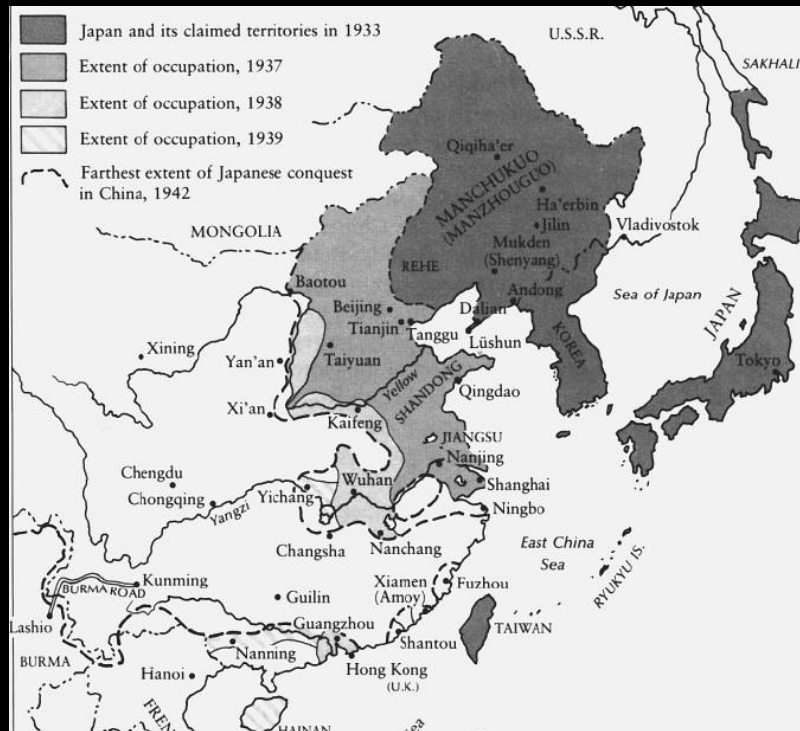 Japan and its claimed territories in 1933
Extent of occupation, 1937
Extent of occupation, 1938
Extent of occupation, 1939
Farthest extent of Japanese conquest
in China, 1942
U.S.S.R.
SAKHALI
Qiqiha'er
MANCHUKUO
(MANZHOUGUO)
Ha'erbin
Jilin
Vladivostok
MONGOLIA
Mukden
(Shenyang)
REHE
Baotou
Andong
Sea of Japan
Beijing
Dalian
JAPAN
Tianjin
Tanggu
Lüshun
KOREA
Xining
Yan'an
Taiyuan
Tokyo
Yellow
SHANDONG
Qingdao
Xi'an
Kaifeng
JIANGSU
Nanjing
Chengdu
Wuhan
Shanghai
Chongqing
Yichang
Yangzi
Ningbo
Changsha
Nanchang
East China
Sea
RYUKYU IS.
Kunming
BURMA ROAD
Xiamen
(Amoy)
Fuzhou
Guilin
Lashio
Guangzhou
TAIWAN
Shantou
BURMA
Nanning
Hanoi
Hong Kong
(U.K.)
FREN
HAINAN
Sea